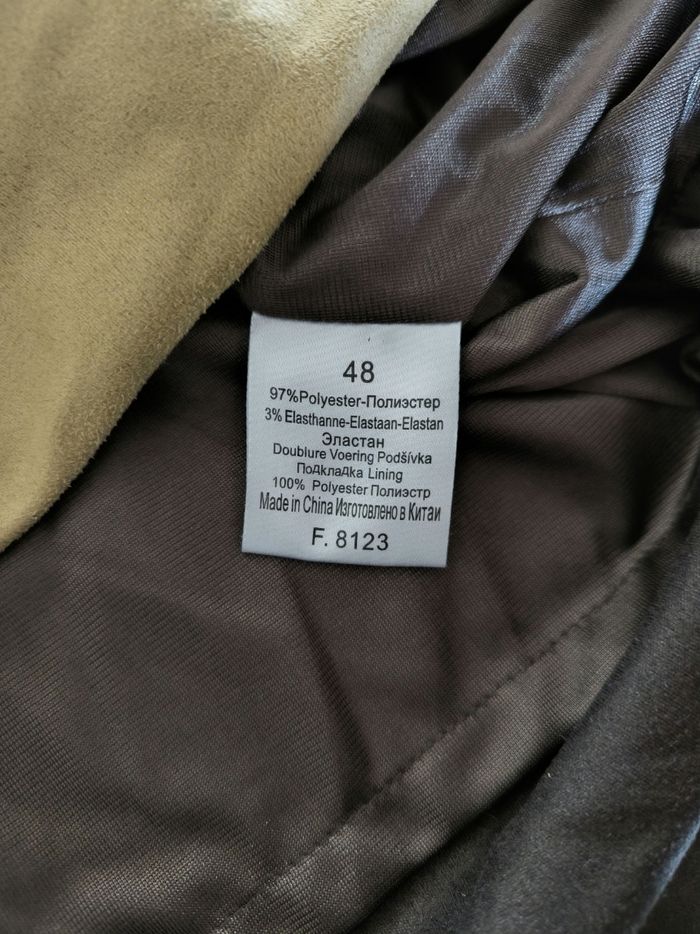 48
97%Polyester-Полиэстер
3% Elasthanne-Elastaan-Elastan
Эластан
Doublure Voering Podšívka
Подкладка Lining
100% Polyester Полиэстр
Made in China Изготовлено в Китаи
F. 8123